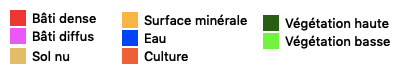 Bâti dense
Bâti diffus
Sol nu
Surface minérale
Eau
Culture
Végétation haute
Végétation basse